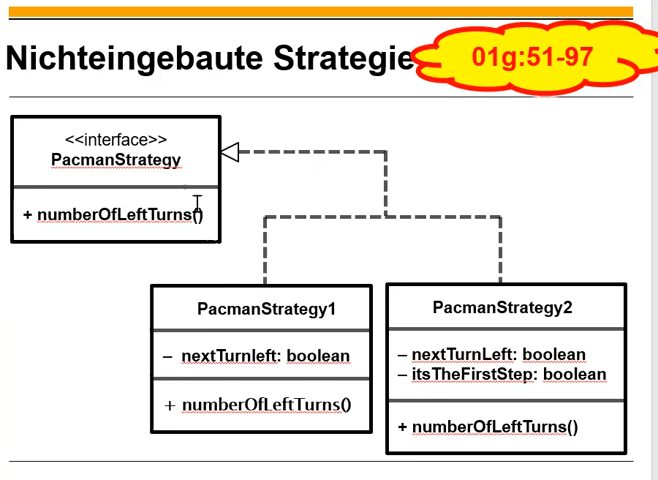 Nichteingebaute Strategie
01g:51-97
<<interface>>
PacmanStrategy
+ numberOfLeftTurns()
PacmanStrategy1
– nextTurnleft: boolean
+ numberOfLeftTurns()
PacmanStrategy2
– nextTurnLeft: boolean
– itsTheFirstStep: boolean
+ numberOfLeftTurns()